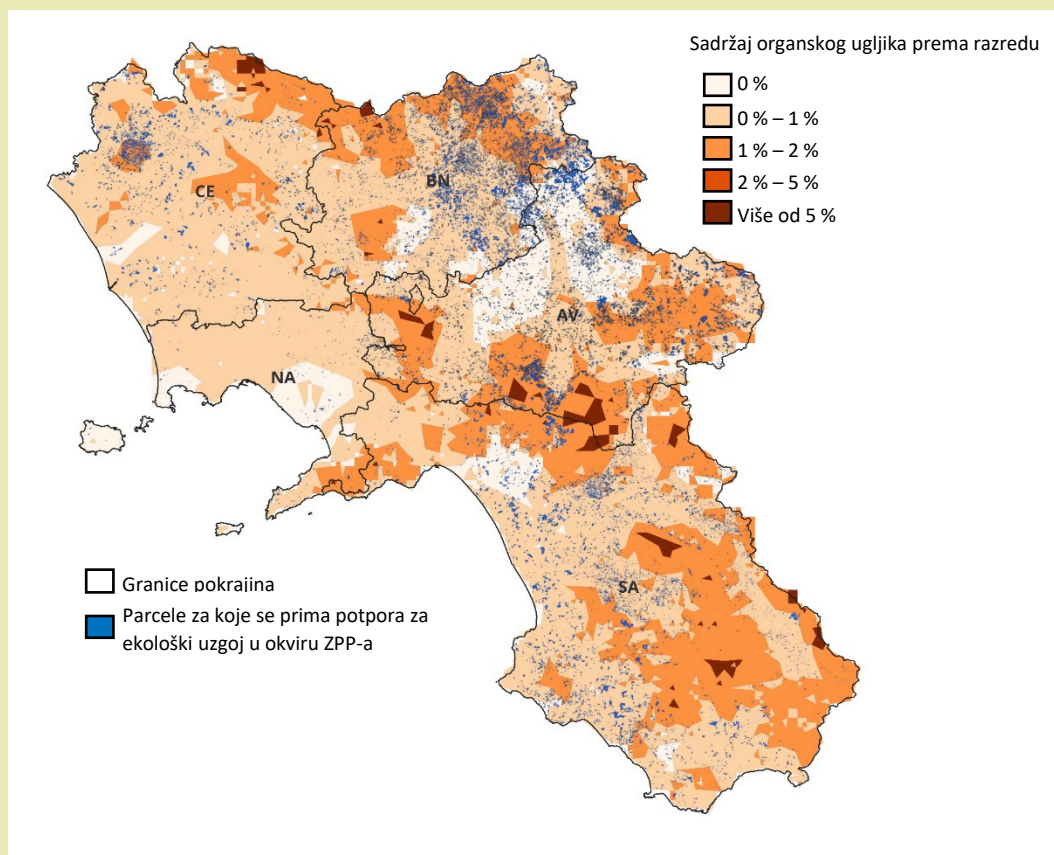 Sadržaj organskog ugljika prema razredu
0 %
0 % – 1 %
1 % – 2 %
2 % – 5 %
Više od 5 %
CE
BN
AV
NA
SA
Granice pokrajina
Parcele za koje se prima potpora za
ekološki uzgoj u okviru ZPP-a